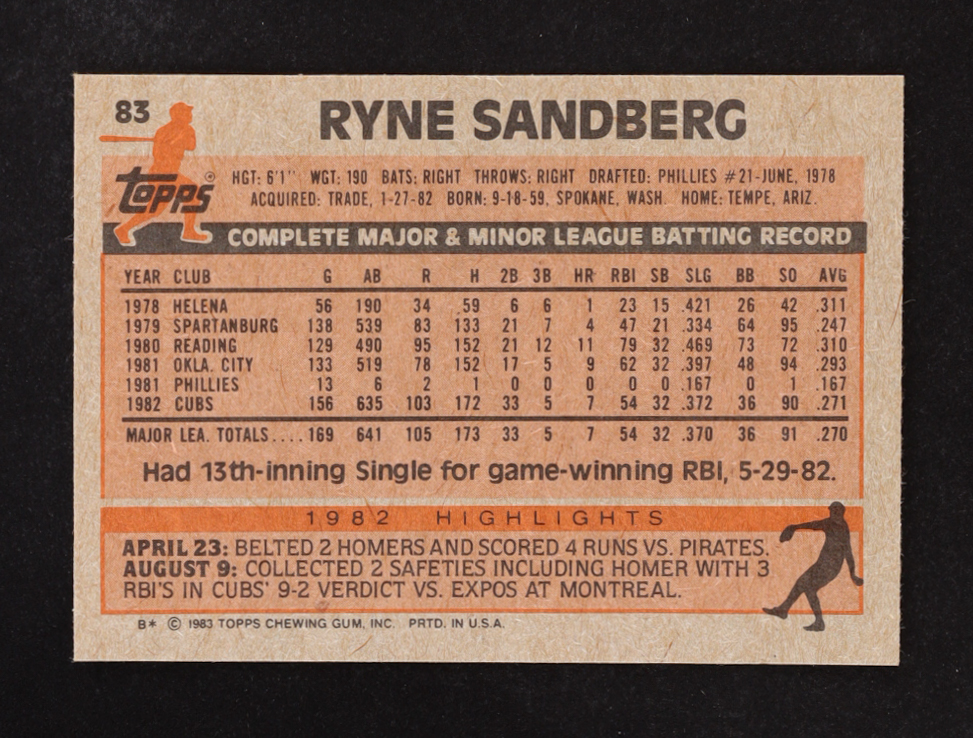 83
RYNE SANDBERG
Topps ®
HGT: 6'1" WGT: 190 BATS: RIGHT THROWS: RIGHT DRAFTED: PHILLIES #21-JUNE, 1978
ACQUIRED: TRADE, 1-27-82 BORN: 9-18-59, SPOKANE, WASH. HOME: TEMPE, ARIZ.
COMPLETE MAJOR & MINOR LEAGUE BATTING RECORD
YEAR CLUB G AB R H 2B 3B HR RBI SB SLG BB SO AVG
1978 HELENA 56 190 34 59 6 6 1 23 15 .421 26 42 .311
1979 SPARTANBURG 138 539 83 133 21 7 4 47 21 .334 64 95 .247
1980 READING 129 490 95 152 21 12 11 79 32 .469 73 72 .310
1981 OKLA. CITY 133 519 78 152 17 5 9 62 32 .397 48 94 .293
1981 PHILLIES 13 6 2 1 0 0 0 0 0 .167 0 1 .167
1982 CUBS 156 635 103 172 33 5 7 54 32 .372 36 90 .271
MAJOR LEA. TOTALS.... 169 641 105 173 33 5 7 54 32 .370 36 91 .270
Had 13th-inning Single for game-winning RBI, 5-29-82.
1982 HIGHLIGHTS
APRIL 23: BELTED 2 HOMERS AND SCORED 4 RUNS VS. PIRATES.
AUGUST 9: COLLECTED 2 SAFETIES INCLUDING HOMER WITH 3
RBI'S IN CUBS' 9-2 VERDICT VS. EXPOS AT MONTREAL.
B* © 1983 TOPPS CHEWING GUM, INC. PRTD. IN U.S.A.